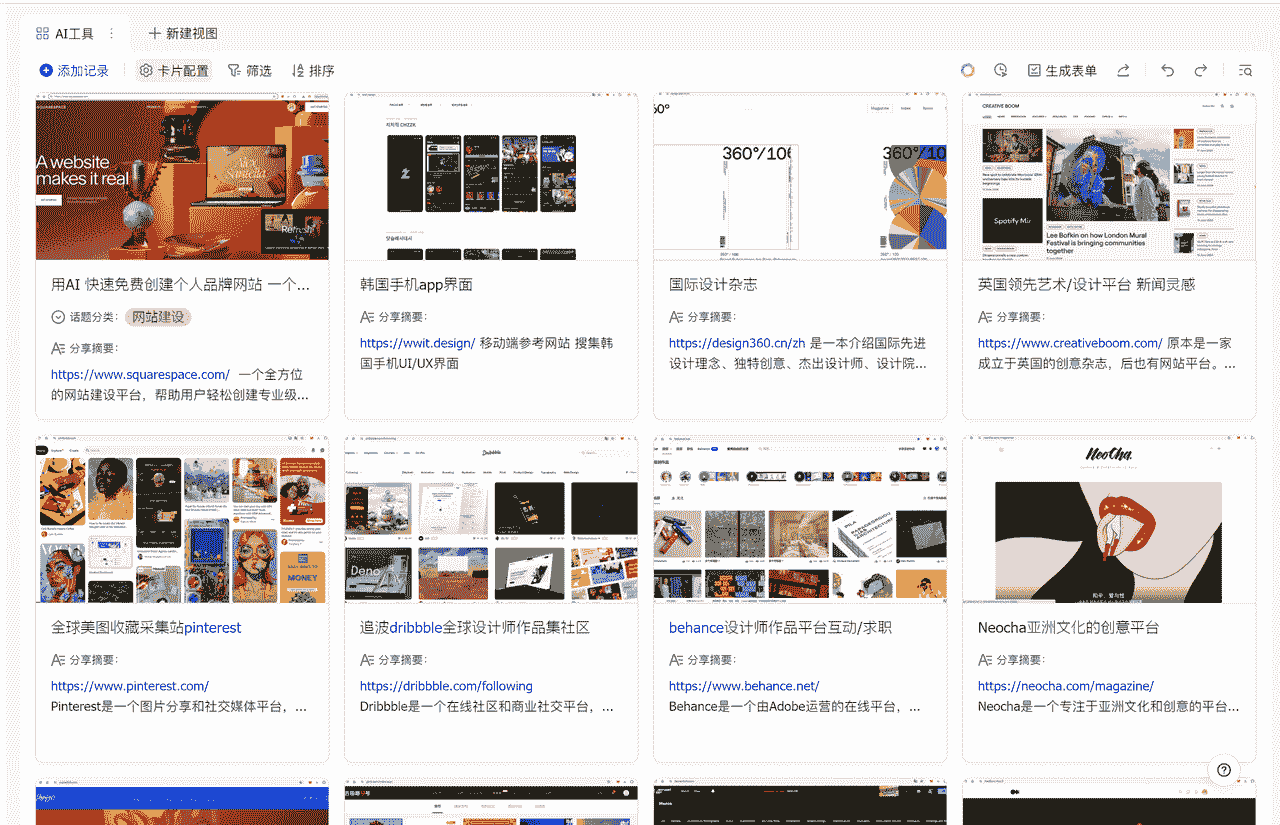 AI工具
新建视图
添加记录
卡片配置
筛选
排序
生成表单
SQUARESPACE
A website
makes it real
Refresh
用AI 快速免费创建个人品牌网站 一个...
话题分类:
网站建设
分享摘要:
https://www.squarespace.com/ 一个全方位
的网站建设平台，帮助用户轻松创建专业级...
韩国手机app界面
分享摘要:
https://wwit.design/ 移动端参考网站 搜集韩
国手机UI/UX界面
Magazine
Index
360°/106
360°/10
国际设计杂志
分享摘要:
https://design360.cn/zh 是一本介绍国际先进
设计理念、独特创意、杰出设计师、设计院...
CREATIVE BOOM
Spotify Mix
Lee Bofkin on how London Mural
Festival is bringing communities
together
英国领先艺术/设计平台 新闻灵感
分享摘要:
https://www.creativeboom.com/ 原本是一家
成立于英国的创意杂志，后也有网站平台。...
MONEY
全球美图收藏采集站pinterest
分享摘要:
https://www.pinterest.com/
Pinterest是一个图片分享和社交媒体平台，...
Dribbble
追波dribbble全球设计师作品集社区
分享摘要:
https://dribbble.com/following
Dribbble是一个在线社区和商业社交平台，...
behance设计师作品平台互动/求职
分享摘要:
https://www.behance.net/
Behance是一个由Adobe运营的在线平台，...
NeoCha
Neocha亚洲文化的创意平台
分享摘要:
https://neocha.com/magazine/
Neocha是一个专注于亚洲文化和创意的平台...